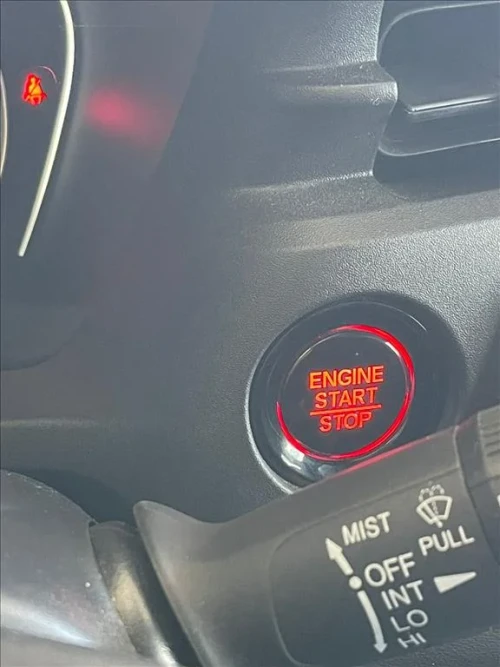 ENGINE
START
STOP
MIST
PULL
OFF
INT
LO
HI